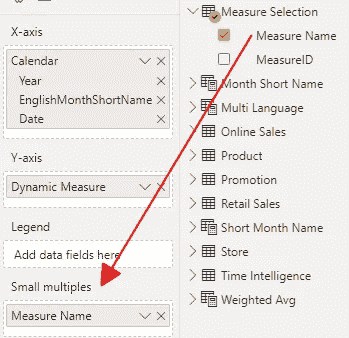 X-axis
Calendar
Year
EnglishMonthShortName
Date
Y-axis
Dynamic Measure
Legend
Add data fields here
Small multiples
Measure Name
Measure Selection
Measure Name
MeasureID
Month Short Name
Multi Language
Online Sales
Product
Promotion
Retail Sales
Short Month Name
Store
Time Intelligence
Weighted Avg